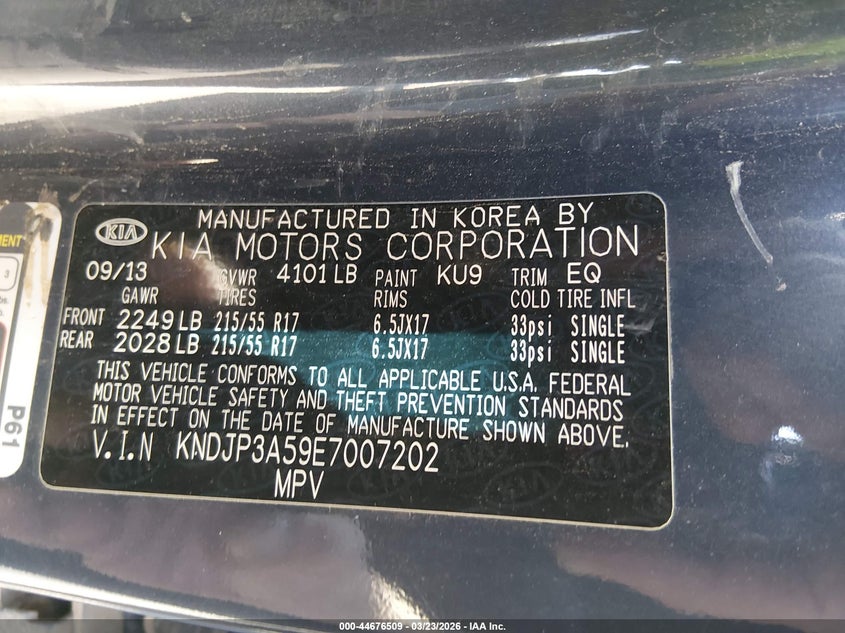 MANUFACTURED IN KOREA BY
KIA KIA MOTORS CORPORATION
09/13 GVWR 4101 LB PAINT KU9 TRIM EQ
GAWR TIRES RIMS COLD TIRE INFL
FRONT 2249 LB 215/55 R17 6.5JX17 33psi SINGLE
REAR 2028 LB 215/55 R17 6.5JX17 33psi SINGLE
THIS VEHICLE CONFORMS TO ALL APPLICABLE U.S.A. FEDERAL
MOTOR VEHICLE SAFETY AND THEFT PREVENTION STANDARDS
IN EFFECT ON THE DATE OF MANUFACTURE SHOWN ABOVE.
V.I.N KNDJP3A59E7007202
MPV
MENT
3
P61
000-44676509 — 03/23/2026 — IAA Inc.